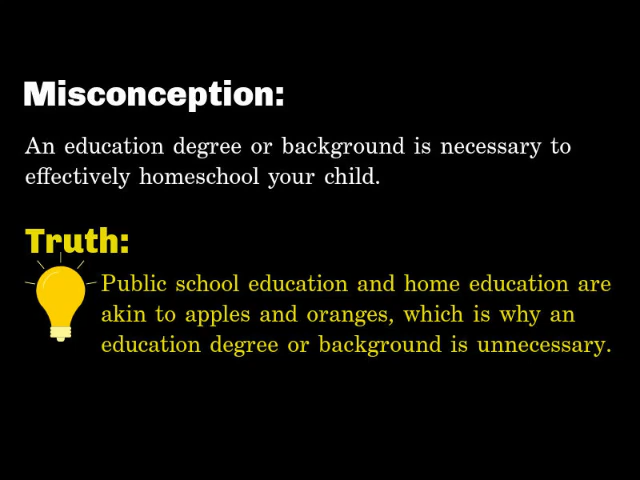 Misconception:
An education degree or background is necessary to
effectively homeschool your child.
Truth:
Public school education and home education are
akin to apples and oranges, which is why an
education degree or background is unnecessary.